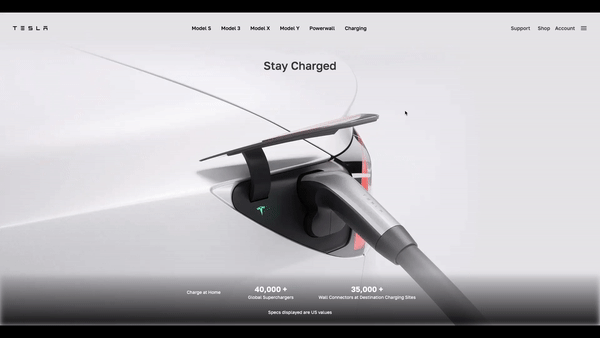 TESLA
Model S Model 3 Model X Model Y Powerwall Charging
Support Shop Account
Stay Charged
Charge at Home
40,000 +
Global Superchargers
35,000 +
Wall Connectors at Destination Charging Sites
Specs displayed are US values